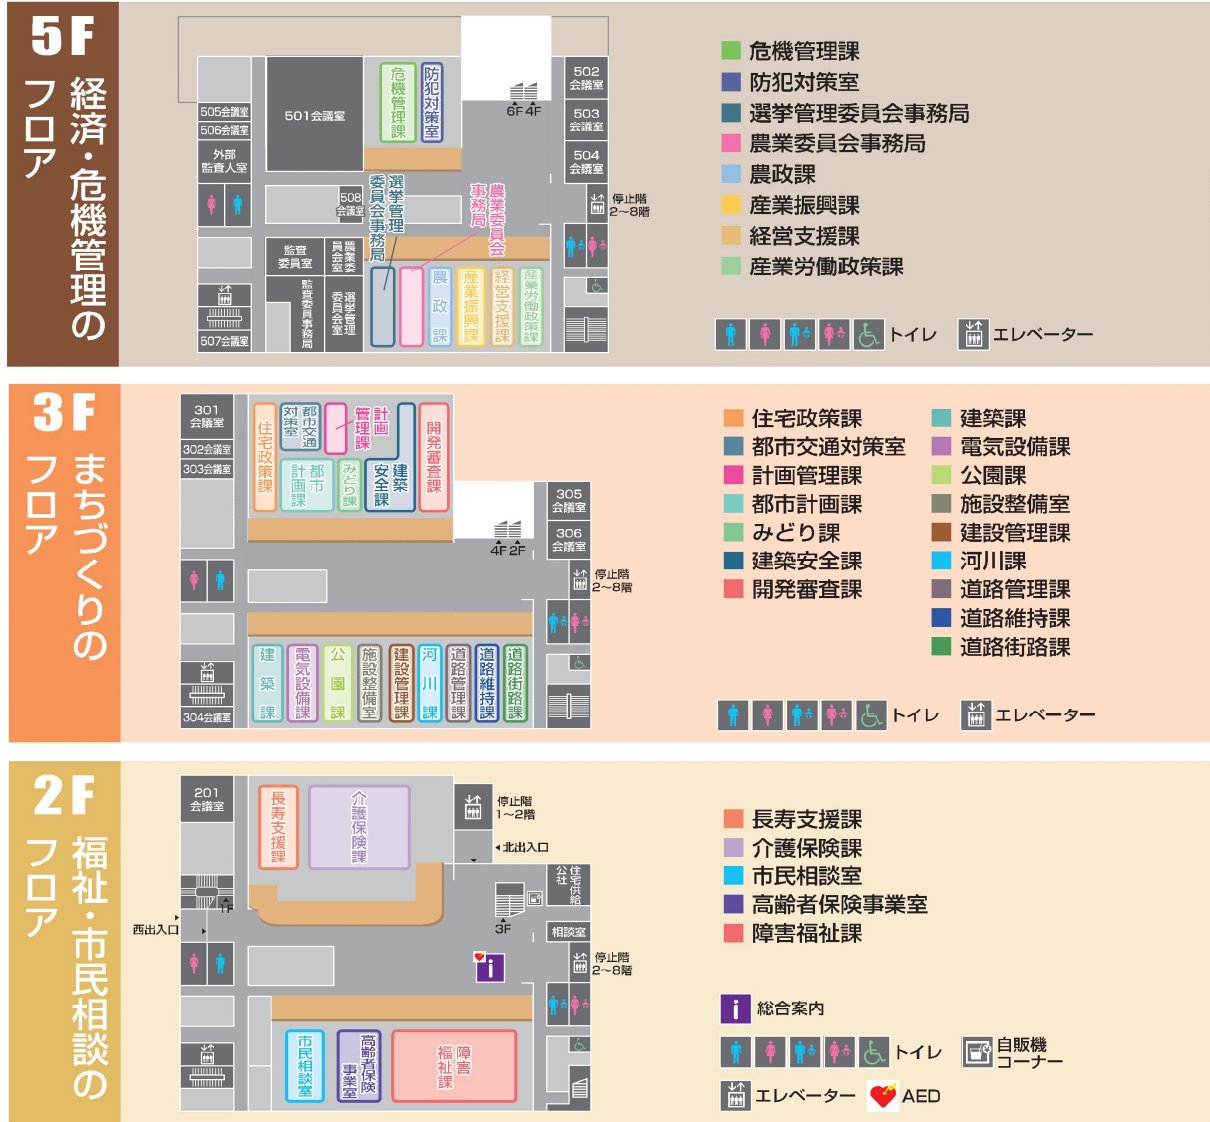 5F
経済・危機管理の
フロア
505会議室
506会議室
外部
監査人室
501会議室
危機管理課
防犯対策室
6F 4F
502
会議室
503
会議室
504
会議室
停止階
2〜8階
508
会議室
選挙管理
委員会事務局
農業委員会
事務局
監査
委員室
農業委
員会室
監査委員事務局
選挙管理
委員会室
農政課
産業振興課
経営支援課
産業労働政策課
507会議室
危機管理課
防犯対策室
選挙管理委員会事務局
農業委員会事務局
農政課
産業振興課
経営支援課
産業労働政策課
トイレ
エレベーター
3F
まちづくりの
フロア
301
会議室
302会議室
303会議室
住宅政策課
都市交通
対策室
計画
管理課
都市
計画課
みどり課
建築
安全課
開発審査課
4F 2F
305
会議室
306
会議室
停止階
2〜8階
建築課
電気設備課
公園課
施設整備室
建設管理課
河川課
道路管理課
道路維持課
道路街路課
304会議室
住宅政策課
都市交通対策室
計画管理課
都市計画課
みどり課
建築安全課
開発審査課
建築課
電気設備課
公園課
施設整備室
建設管理課
河川課
道路管理課
道路維持課
道路街路課
トイレ
エレベーター
2F
福祉・市民相談の
フロア
201
会議室
長寿支援課
介護保険課
停止階
1〜2階
北出入口
住宅供給
公社
1F
西出入口
3F
相談室
停止階
2〜8階
i
市民相談室
高齢者保険
事業室
障害
福祉課
長寿支援課
介護保険課
市民相談室
高齢者保険事業室
障害福祉課
i
総合案内
トイレ
自販機
コーナー
エレベーター
AED